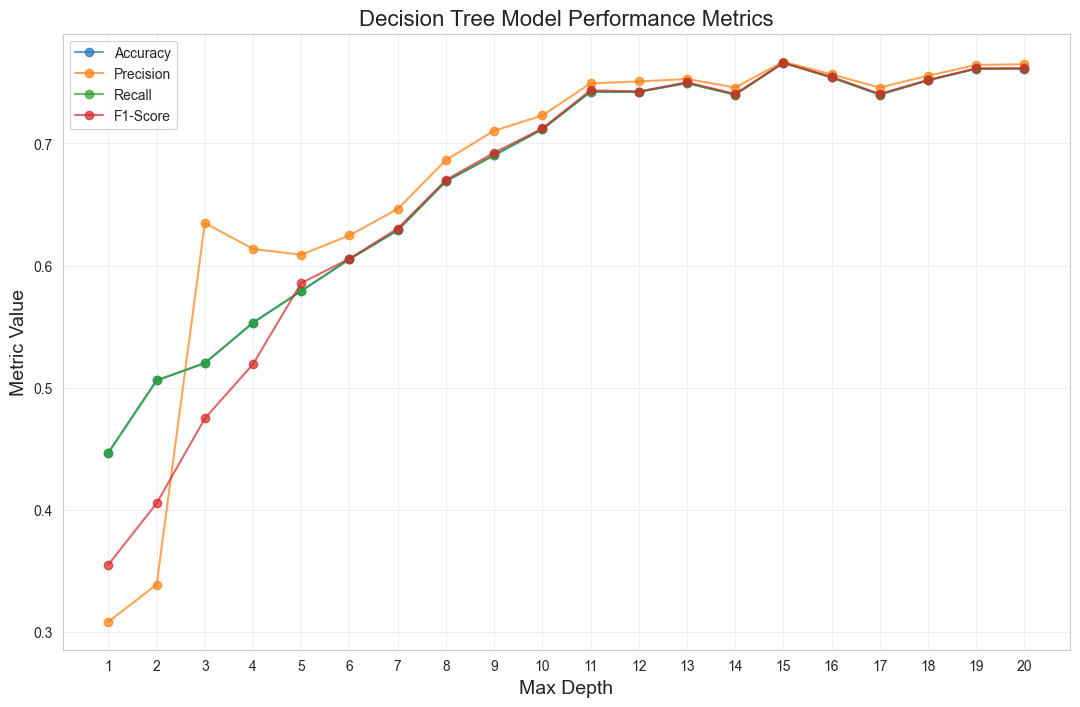 Decision Tree Model Performance Metrics
Accuracy
Precision
Recall
F1-Score
Metric Value
0.7
0.6
0.5
0.4
0.3
1 2 3 4 5 6 7 8 9 10 11 12 13 14 15 16 17 18 19 20
Max Depth